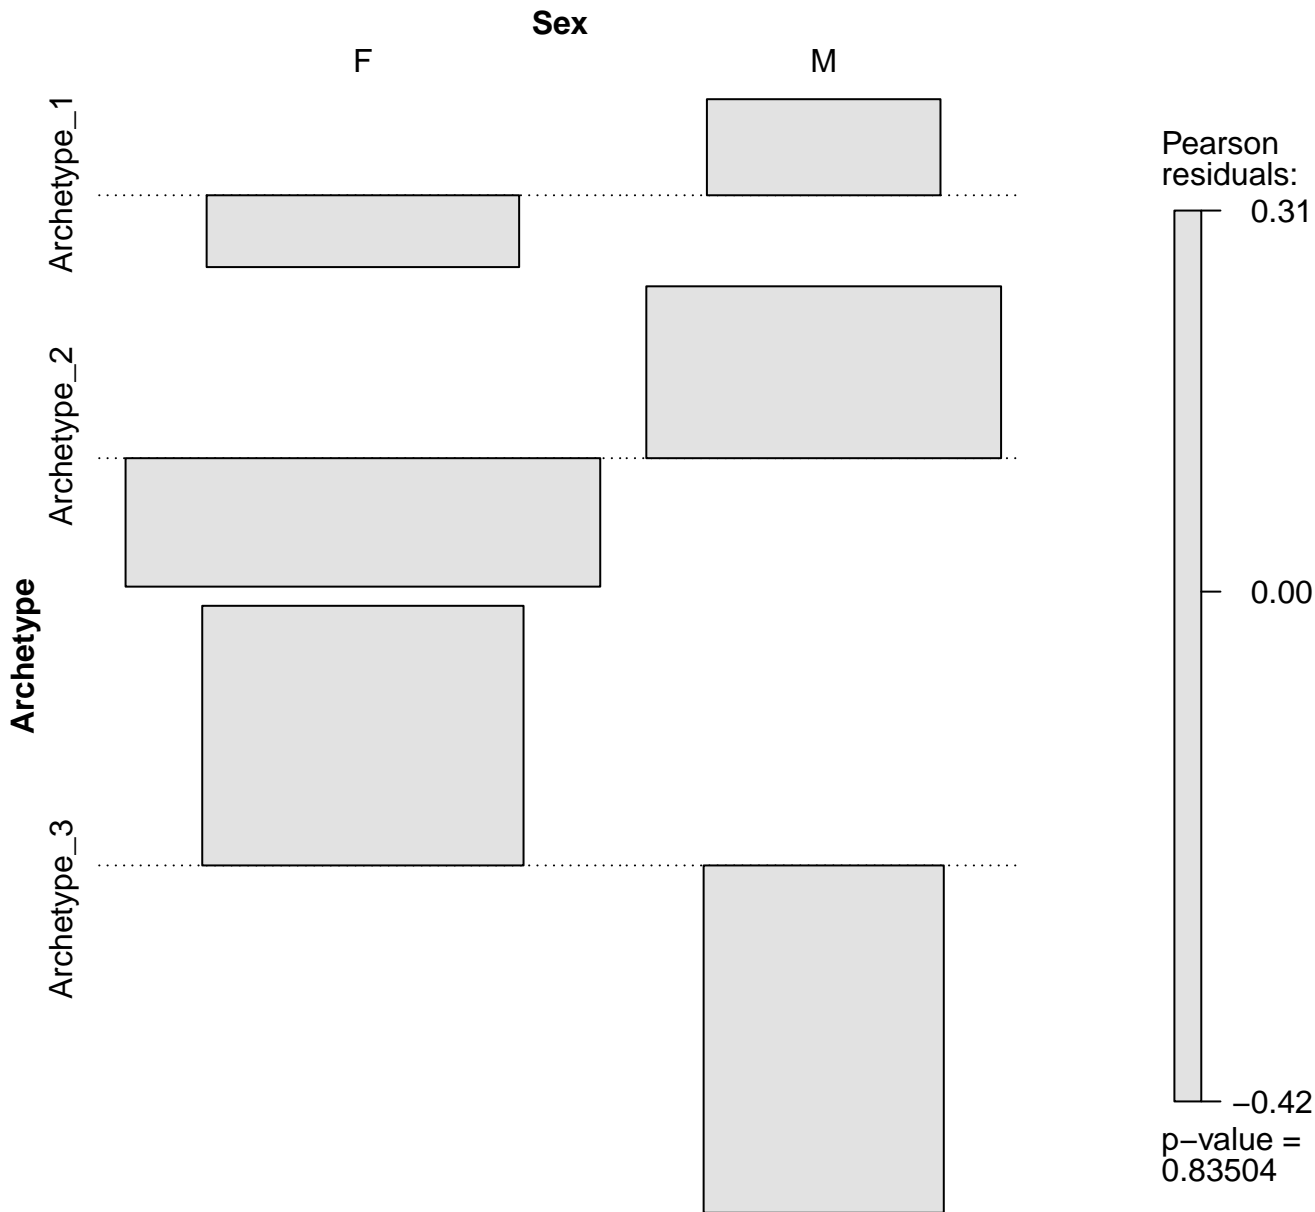 Sex
F
M
Archetype
Archetype_1
Archetype_2
Archetype_3
Pearson
residuals:
0.31
0.00
−0.42
p−value =
0.83504